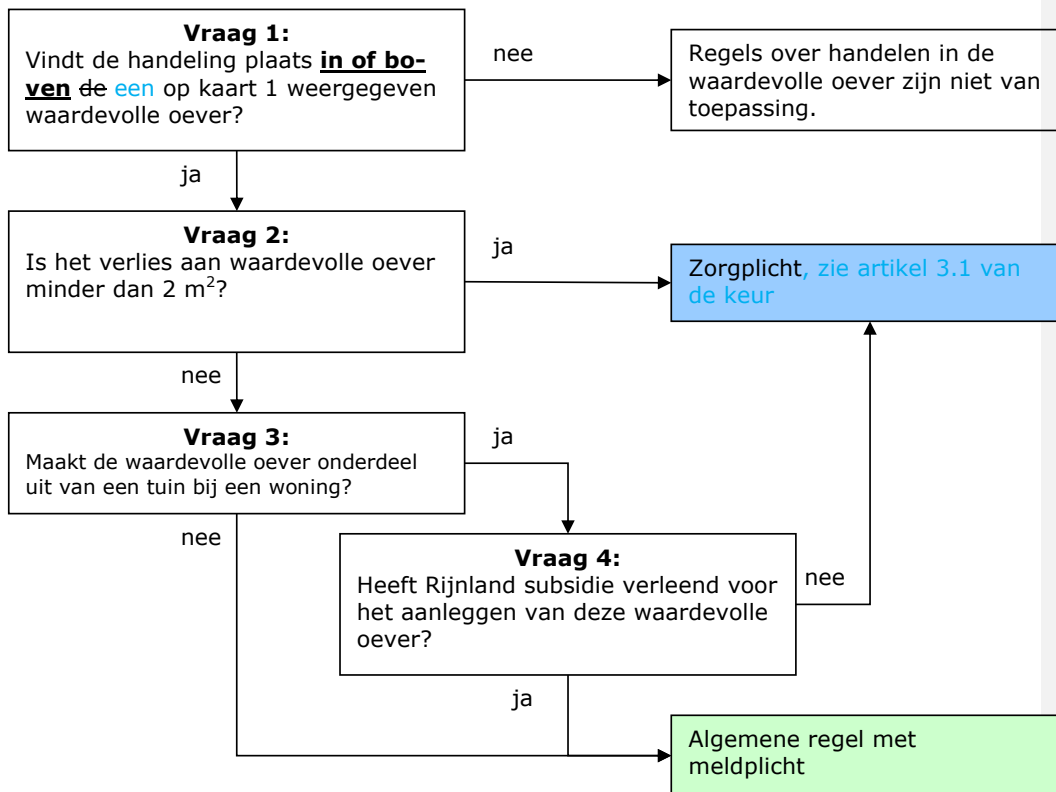 Vraag 1:
Vindt de handeling plaats in of bo-
ven de een op kaart 1 weergegeven
waardevolle oever?
nee
Regels over handelen in de
waardevolle oever zijn niet van
toepassing.
ja
Vraag 2:
Is het verlies aan waardevolle oever
minder dan 2 m²?
ja
Zorgplicht, zie artikel 3.1 van
de keur
nee
Vraag 3:
Maakt de waardevolle oever onderdeel
uit van een tuin bij een woning?
ja
nee
Vraag 4:
Heeft Rijnland subsidie verleend voor
het aanleggen van deze waardevolle
oever?
nee
ja
Algemene regel met
meldplicht